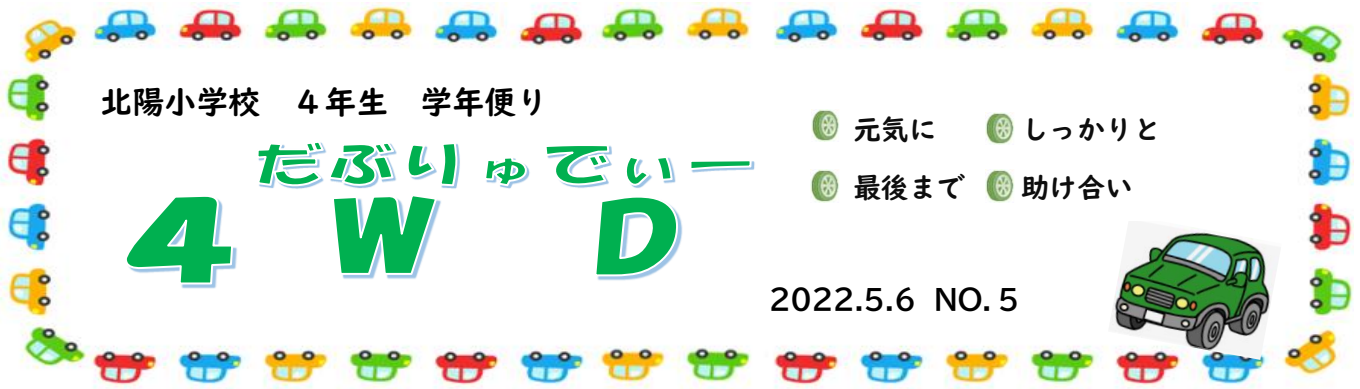 北陽小学校　４年生　学年便り
だぶりゅでぃー
４ W D
元気に　しっかりと
最後まで　助け合い
2022.5.6 NO.５